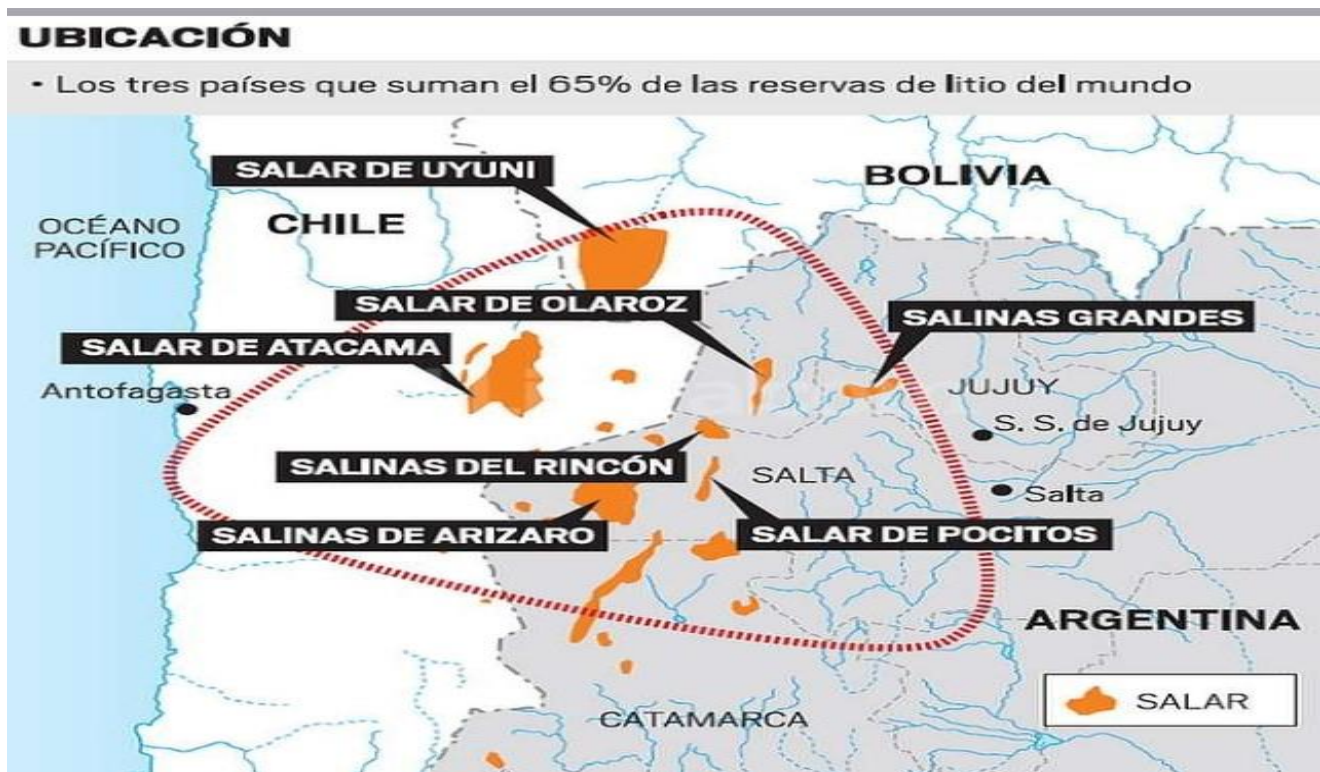 UBICACIÓN
• Los tres países que suman el 65% de las reservas de litio del mundo
SALAR DE UYUNI
BOLIVIA
OCÉANO
PACÍFICO
CHILE
SALAR DE OLAROZ
SALINAS GRANDES
SALAR DE ATACAMA
Antofagasta
JUJUY
S. S. de Jujuy
SALINAS DEL RINCÓN
SALTA
Salta
SALINAS DE ARIZARO
SALAR DE POCITOS
ARGENTINA
SALAR
CATAMARCA